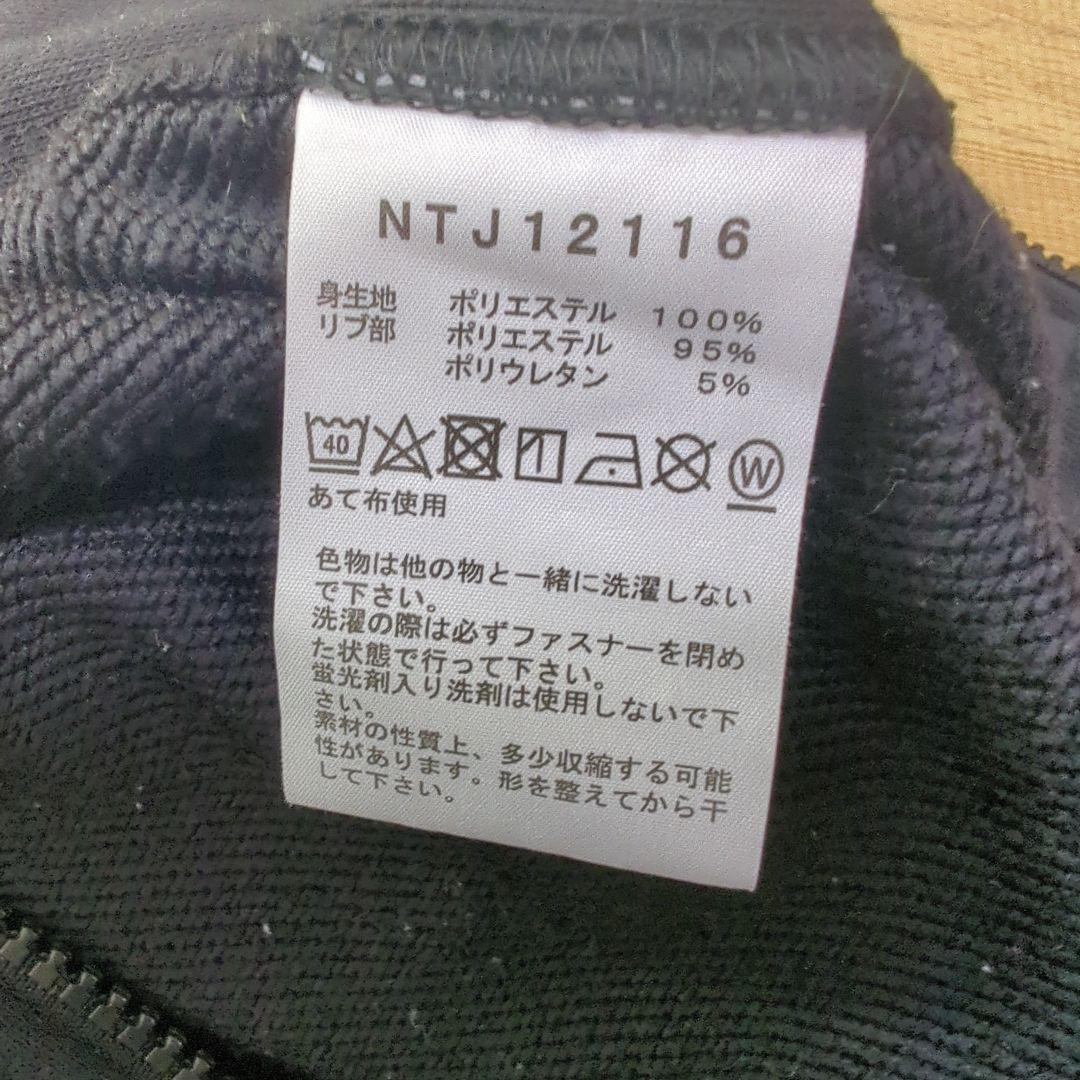 NTJ12116
身生地 ポリエステル 100%
リブ部 ポリエステル 95%
ポリウレタン 5%
40 W
あて布使用
色物は他の物と一緒に洗濯しない
で下さい。
洗濯の際は必ずファスナーを閉め
た状態で行って下さい。
蛍光剤入り洗剤は使用しないで下
さい。
素材の性質上、多少収縮する可能
性があります。形を整えてから干
して下さい。